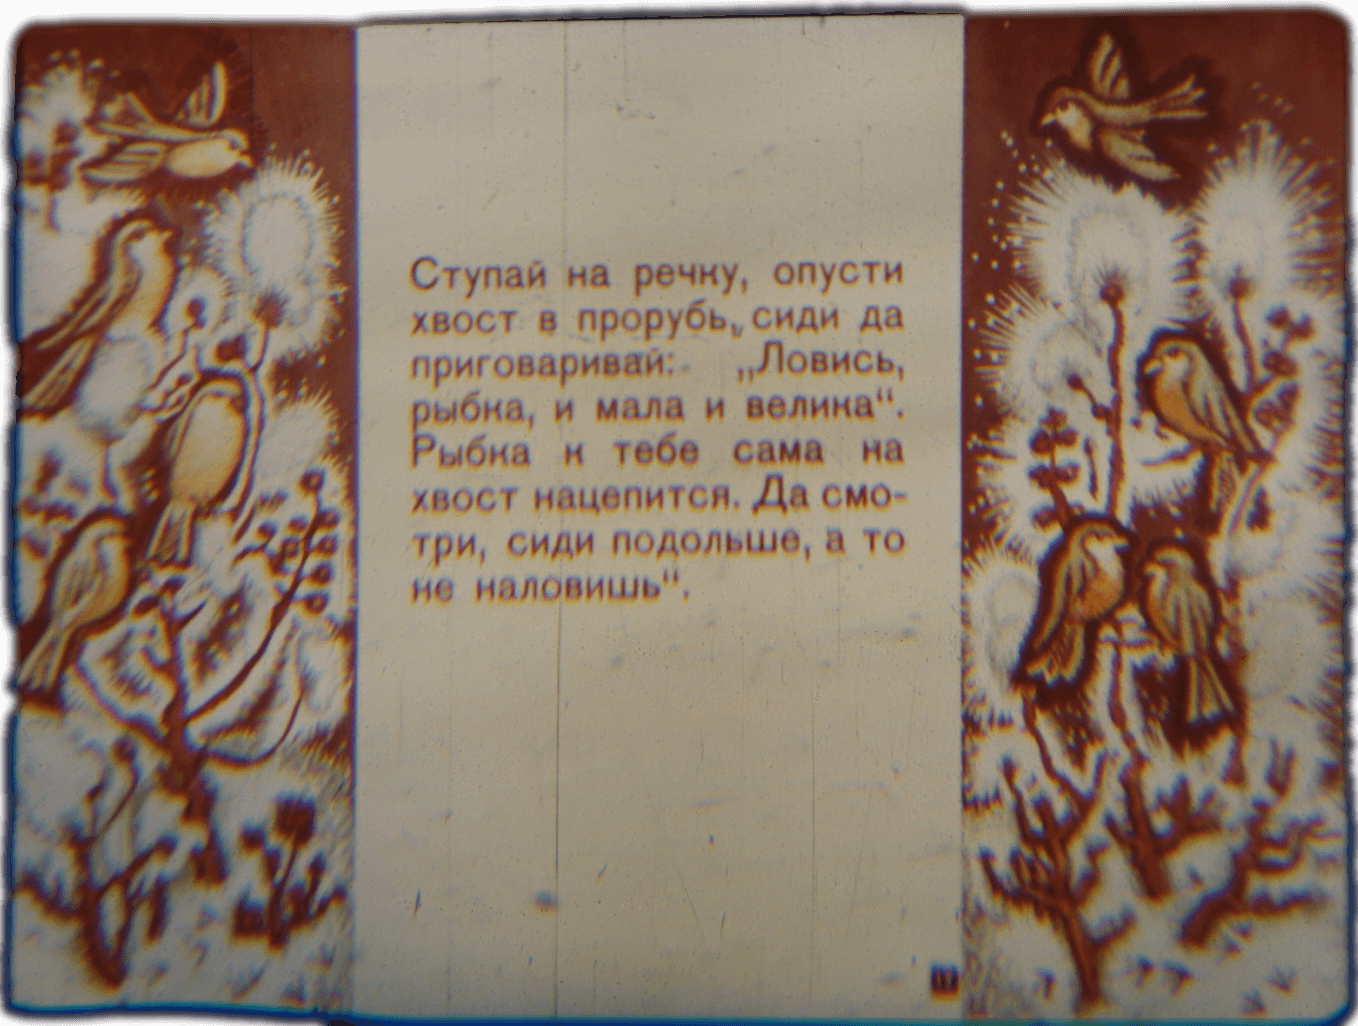 Ступай на речку, опусти
хвост в прорубь, сиди да
приговаривай: „Ловись,
рыбка, и мала и велика“.
Рыбка к тебе сама на
хвост нацепится. Да смо-
три, сиди подольше, а то
не наловишь“.
17